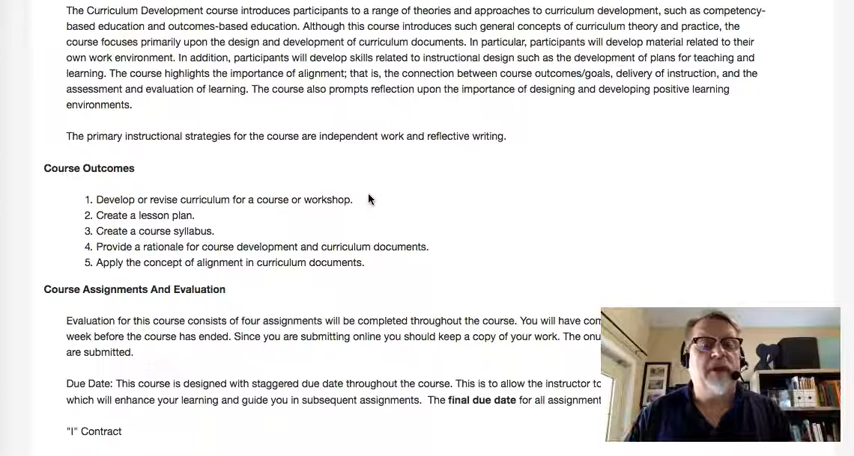 The Curriculum Development course introduces participants to a range of theories and approaches to curriculum development, such as competency-
based education and outcomes-based education. Although this course introduces such general concepts of curriculum theory and practice, the
course focuses primarily upon the design and development of curriculum documents. In particular, participants will develop material related to their
own work environment. In addition, participants will develop skills related to instructional design such as the development of plans for teaching and
learning. The course highlights the importance of alignment; that is, the connection between course outcomes/goals, delivery of instruction, and the
assessment and evaluation of learning. The course also prompts reflection upon the importance of designing and developing positive learning
environments.
The primary instructional strategies for the course are independent work and reflective writing.
Course Outcomes
1. Develop or revise curriculum for a course or workshop.
2. Create a lesson plan.
3. Create a course syllabus.
4. Provide a rationale for course development and curriculum documents.
5. Apply the concept of alignment in curriculum documents.
Course Assignments And Evaluation
Evaluation for this course consists of four assignments will be completed throughout the course. You will have
week before the course has ended. Since you are submitting online you should keep a copy of your work. The
are submitted.
Due Date: This course is designed with staggered due date throughout the course. This is to allow the instructor to
which will enhance your learning and guide you in subsequent assignments. The final due date for all
"I" Contract